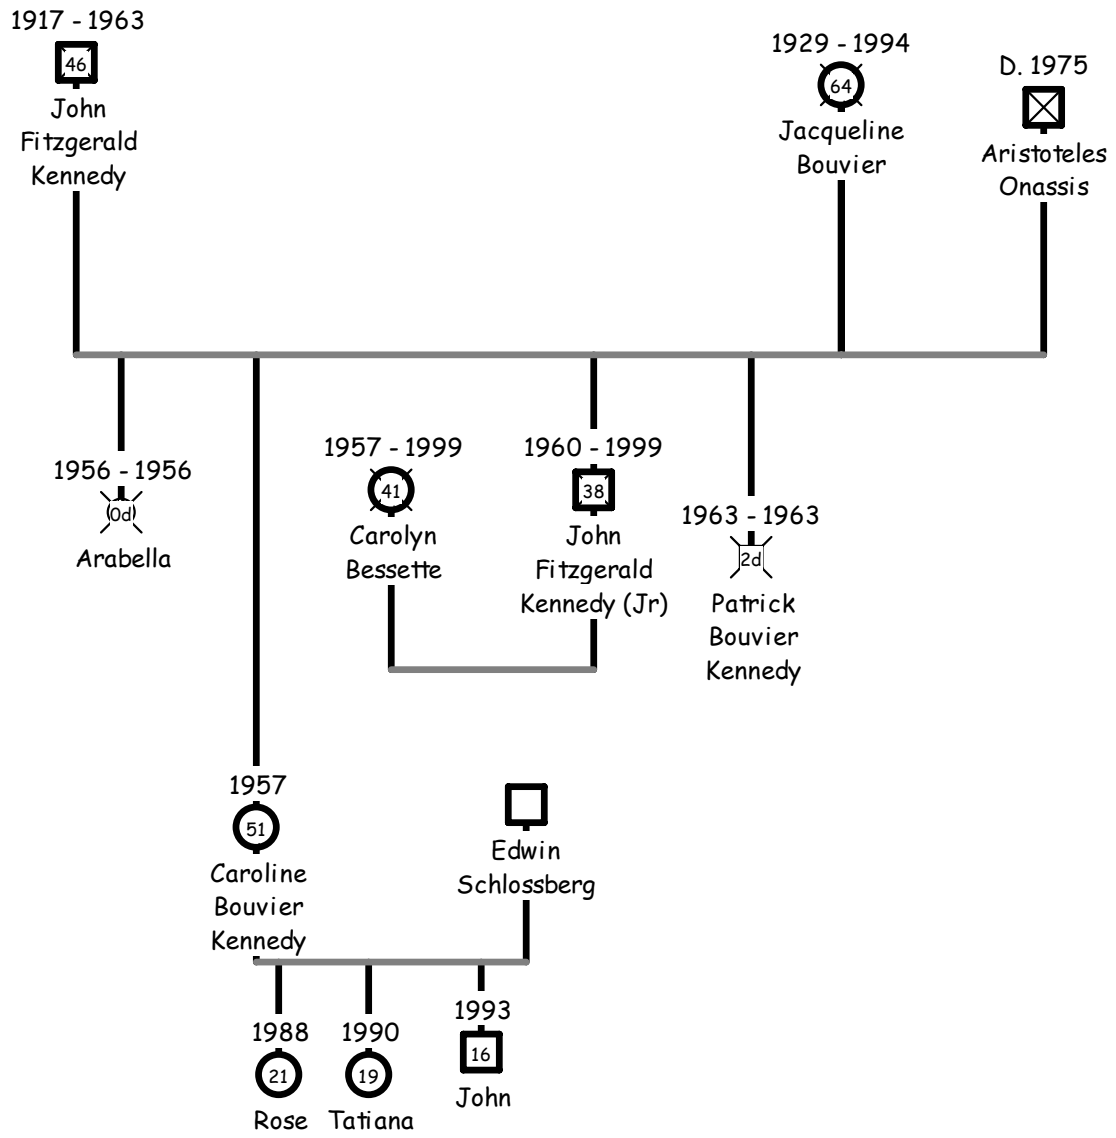 1917 - 1963
46
John
Fitzgerald
Kennedy
1929 - 1994
64
Jacqueline
Bouvier
D. 1975
Aristoteles
Onassis
1956 - 1956
0d
Arabella
1957 - 1999
41
Carolyn
Bessette
1960 - 1999
38
John
Fitzgerald
Kennedy (Jr)
1963 - 1963
2d
Patrick
Bouvier
Kennedy
1957
51
Caroline
Bouvier
Kennedy
Edwin
Schlossberg
1988
21
Rose
1990
19
Tatiana
1993
16
John